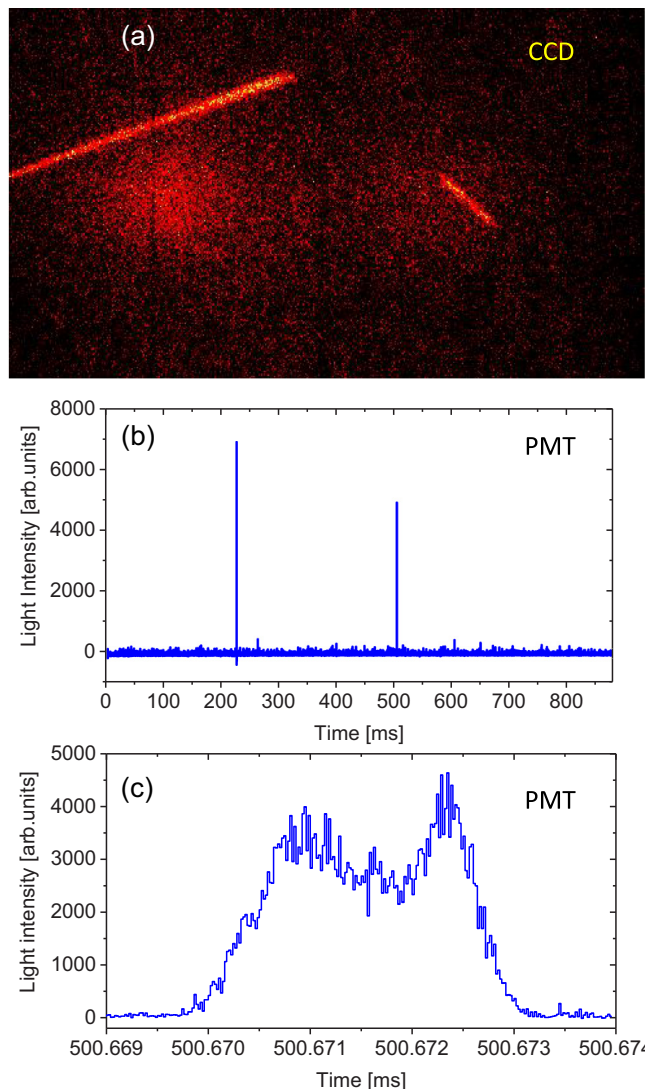 (a)
CCD
(b)
PMT
8000
6000
4000
2000
0
Light Intensity [arb.units]
0 100 200 300 400 500 600 700 800
Time [ms]
(c)
PMT
5000
4000
3000
2000
1000
0
Light intensity [arb.units]
500.669 500.670 500.671 500.672 500.673 500.674
Time [ms]